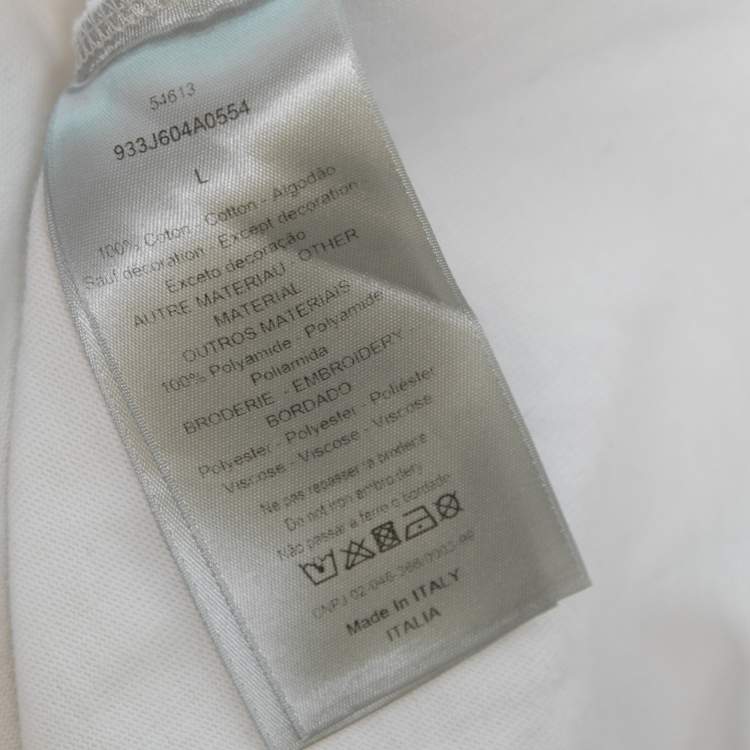 54613
933J604A0554
L
100% Coton - Cotton - Algodão
Sauf décoration - Except decoration -
Exceto decoração
AUTRE MATERIAU - OTHER
MATERIAL
OUTROS MATERIAIS
100% Polyamide - Polyamide
Poliamida
BRODERIE - EMBROIDERY -
BORDADO
Polyester - Polyester - Poliéster
Viscose - Viscose - Viscose
Ne pas repasser la broderie
Do not iron embroidery
Não passar a ferro o bordado
CNPJ
Made In ITALY
ITALIA